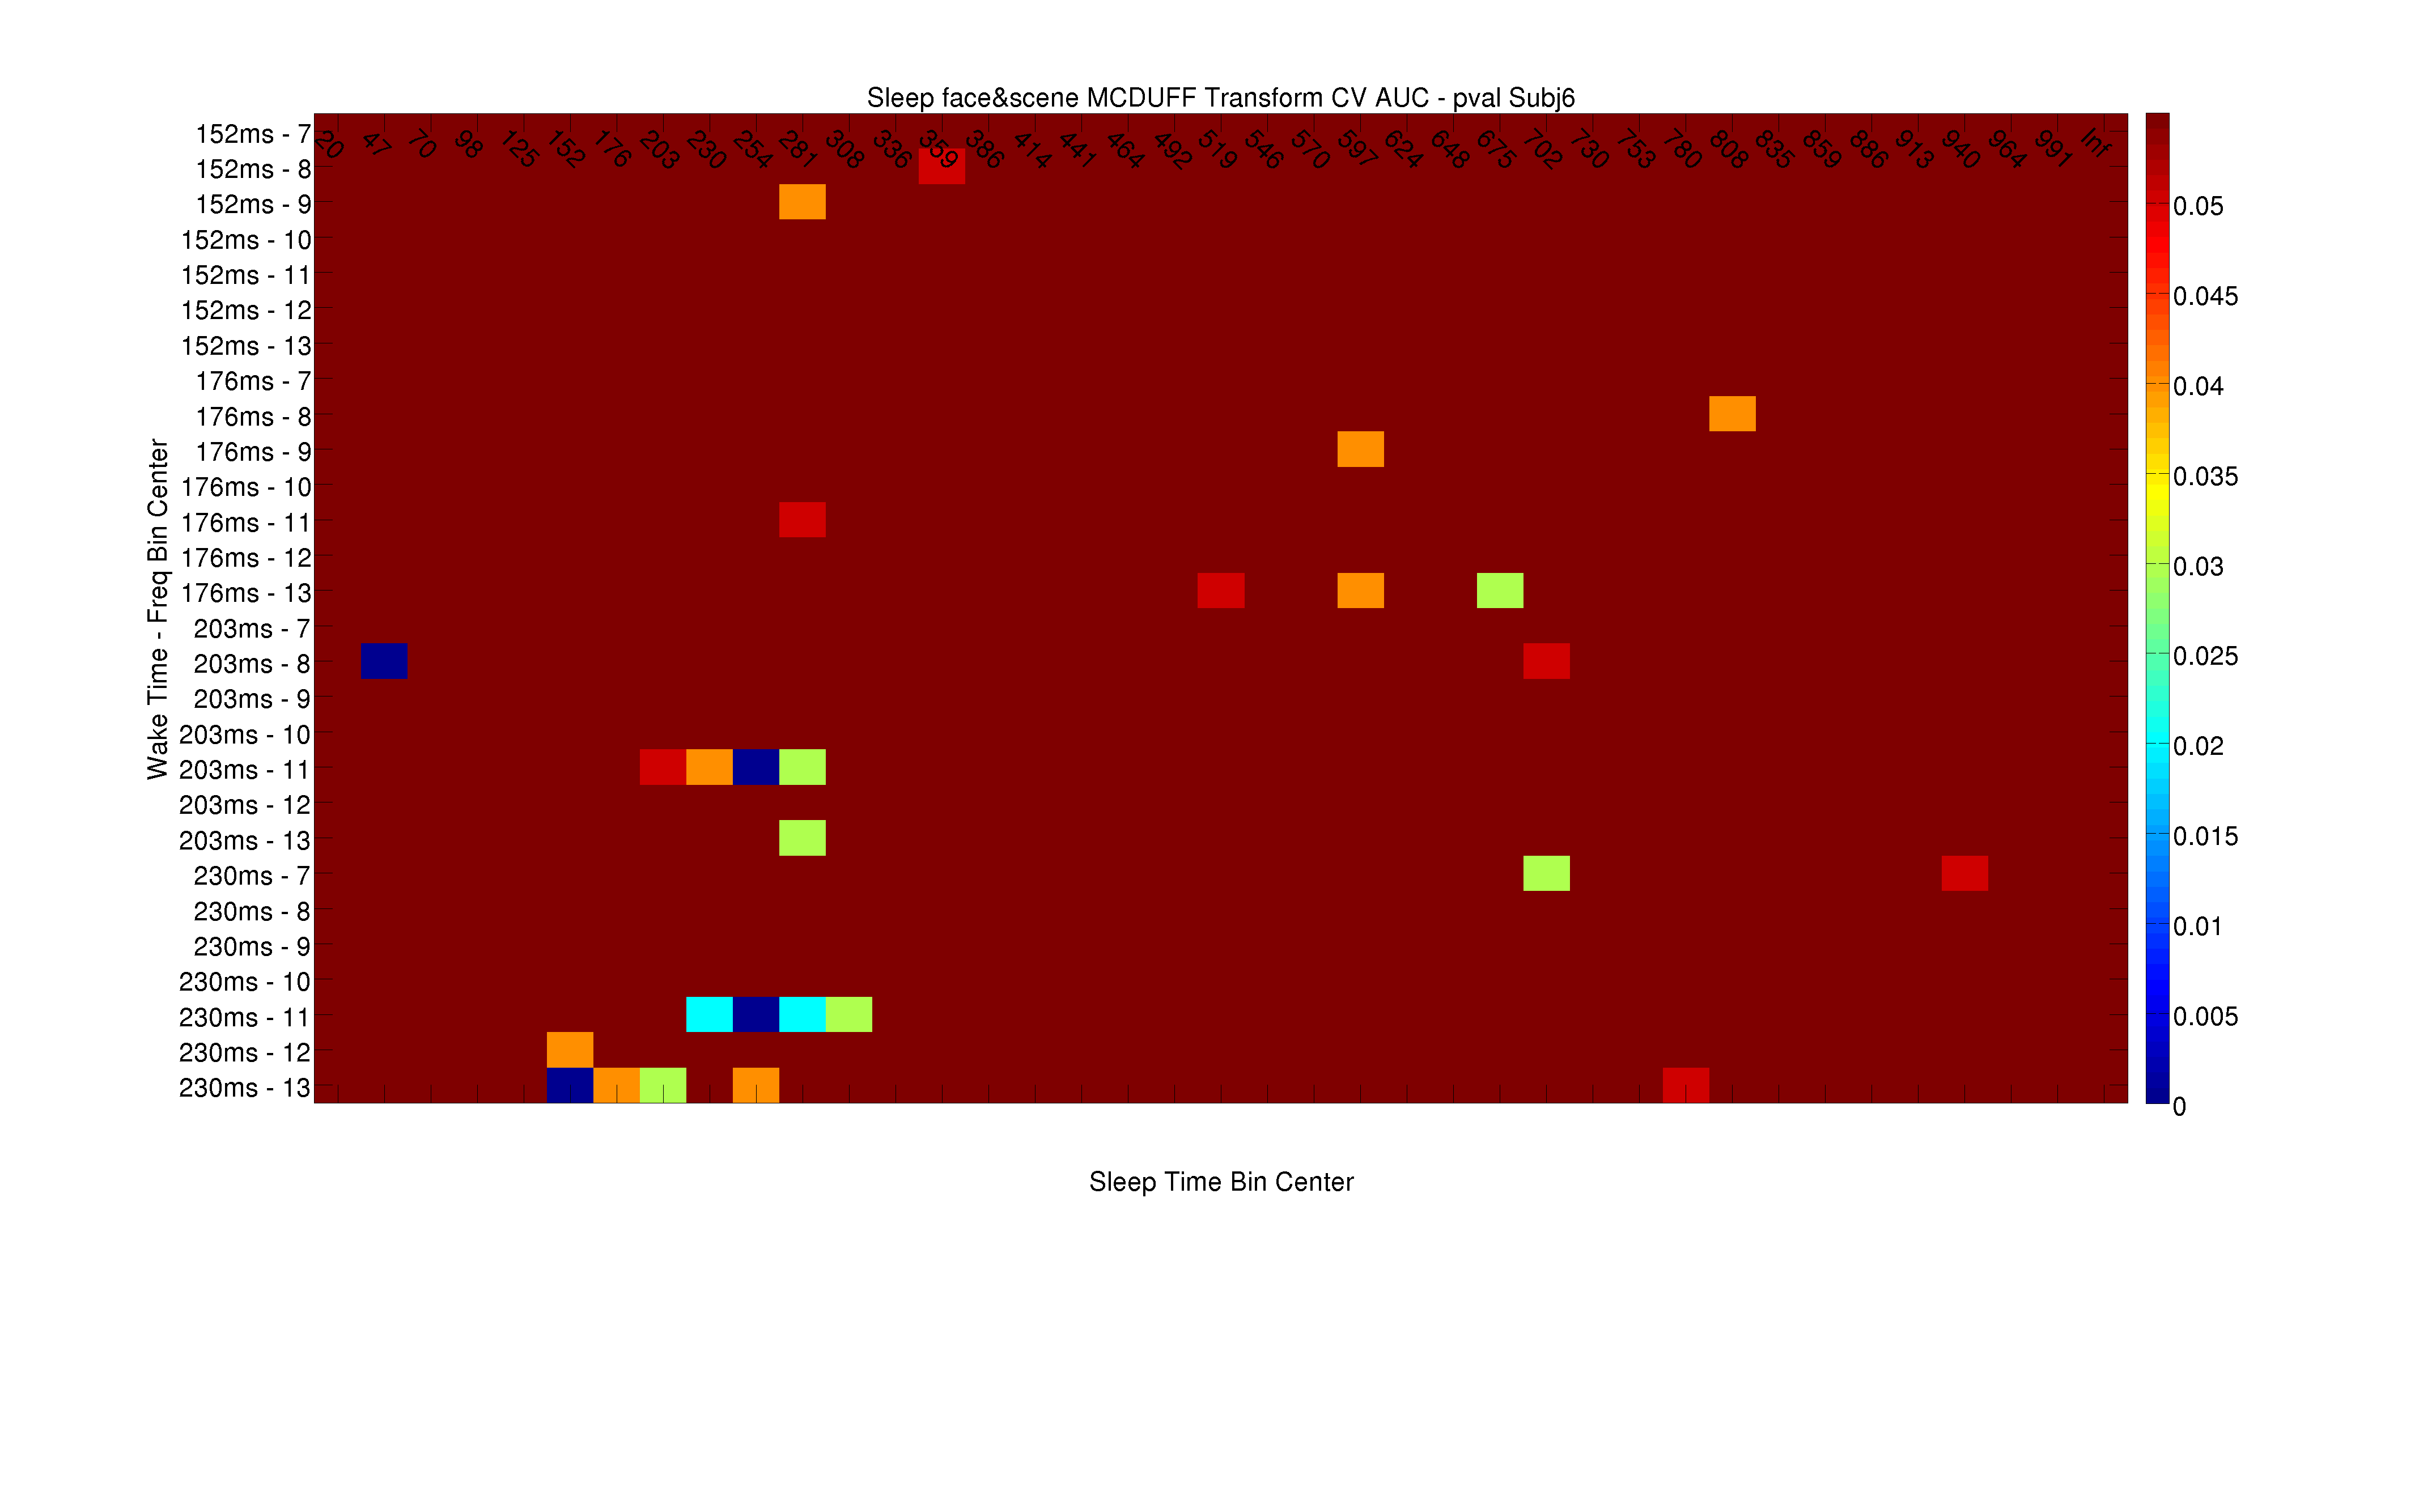 Sleep face&scene MCDUFF Transform CV AUC - pval Subj6
20 47 70 98 125 152 176 203 230 254 281 308 336 359 386 414 441 464 492 519 546 570 597 624 648 675 702 730 753 780 808 835 859 886 913 940 964 991 Inf
Wake Time - Freq Bin Center
152ms - 7
152ms - 8
152ms - 9
152ms - 10
152ms - 11
152ms - 12
152ms - 13
176ms - 7
176ms - 8
176ms - 9
176ms - 10
176ms - 11
176ms - 12
176ms - 13
203ms - 7
203ms - 8
203ms - 9
203ms - 10
203ms - 11
203ms - 12
203ms - 13
230ms - 7
230ms - 8
230ms - 9
230ms - 10
230ms - 11
230ms - 12
230ms - 13
0.05
0.045
0.04
0.035
0.03
0.025
0.02
0.015
0.01
0.005
0
Sleep Time Bin Center